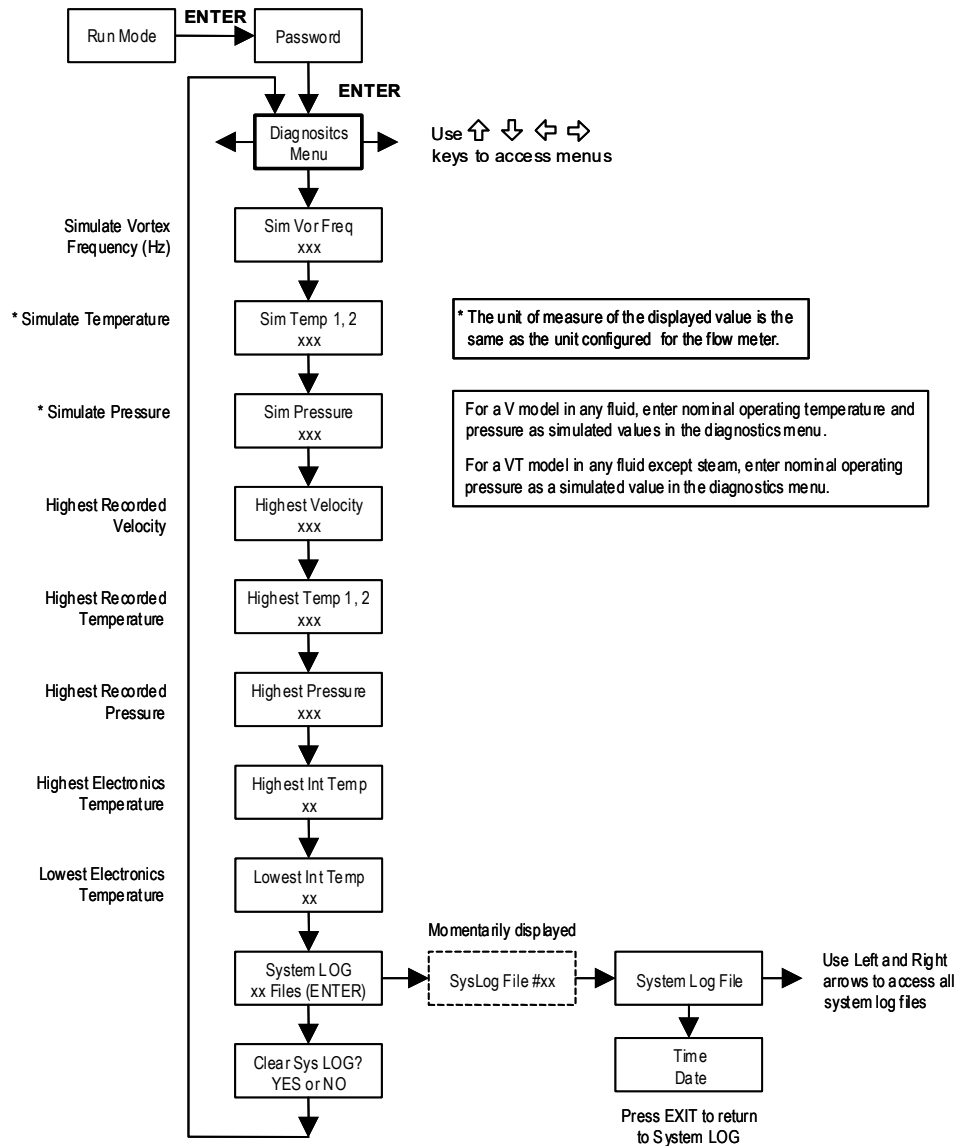 Run Mode
ENTER
Password
ENTER
Diagnositcs
Menu
Use ⇧ ⇩ ⇦ ⇨
keys to access menus
Simulate Vortex
Frequency (Hz)
Sim Vor Freq
xxx
* Simulate Temperature
Sim Temp 1, 2
xxx
* The unit of measure of the displayed value is the
same as the unit configured for the flow meter.
* Simulate Pressure
Sim Pressure
xxx
For a V model in any fluid, enter nominal operating temperature and
pressure as simulated values in the diagnostics menu.
For a VT model in any fluid except steam, enter nominal operating
pressure as a simulated value in the diagnostics menu.
Highest Recorded
Velocity
Highest Velocity
xxx
Highest Recorded
Temperature
Highest Temp 1, 2
xxx
Highest Recorded
Pressure
Highest Pressure
xxx
Highest Electronics
Temperature
Highest Int Temp
xx
Lowest Electronics
Temperature
Lowest Int Temp
xx
System LOG
xx Files (ENTER)
Momentarily displayed
SysLog File #xx
System Log File
Use Left and Right
arrows to access all
system log files
Clear Sys LOG?
YES or NO
Time
Date
Press EXIT to return
to System LOG